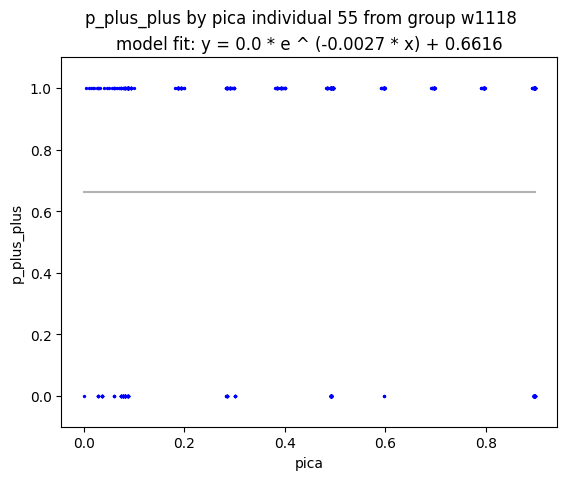 p_plus_plus by pica individual 55 from group w1118
model fit: y = 0.0 * e ^ (-0.0027 * x) + 0.6616
1.0
0.8
0.6
0.4
0.2
0.0
p_plus_plus
0.0 0.2 0.4 0.6 0.8
pica